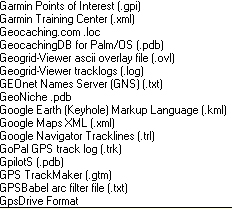 Garmin Points of Interest (.gpi)
Garmin Training Center (.xml)
Geocaching.com .loc
GeocachingDB for Palm/OS (.pdb)
Geogrid-Viewer ascii overlay file (.ovl)
Geogrid-Viewer tracklogs (.log)
GEOnet Names Server (GNS) (.txt)
GeoNiche .pdb
Google Earth (Keyhole) Markup Language (.kml)
Google Maps XML (.xml)
Google Navigator Tracklines (.trl)
GoPal GPS track log (.trk)
GpilotS (.pdb)
GPS TrackMaker (.gtm)
GPSBabel arc filter file (.txt)
GpsDrive Format